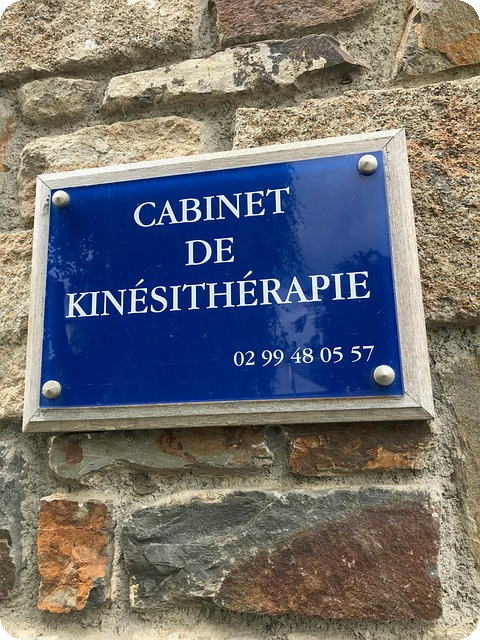 CABINET
DE
KINÉSITHÉRAPIE
02 99 48 05 57